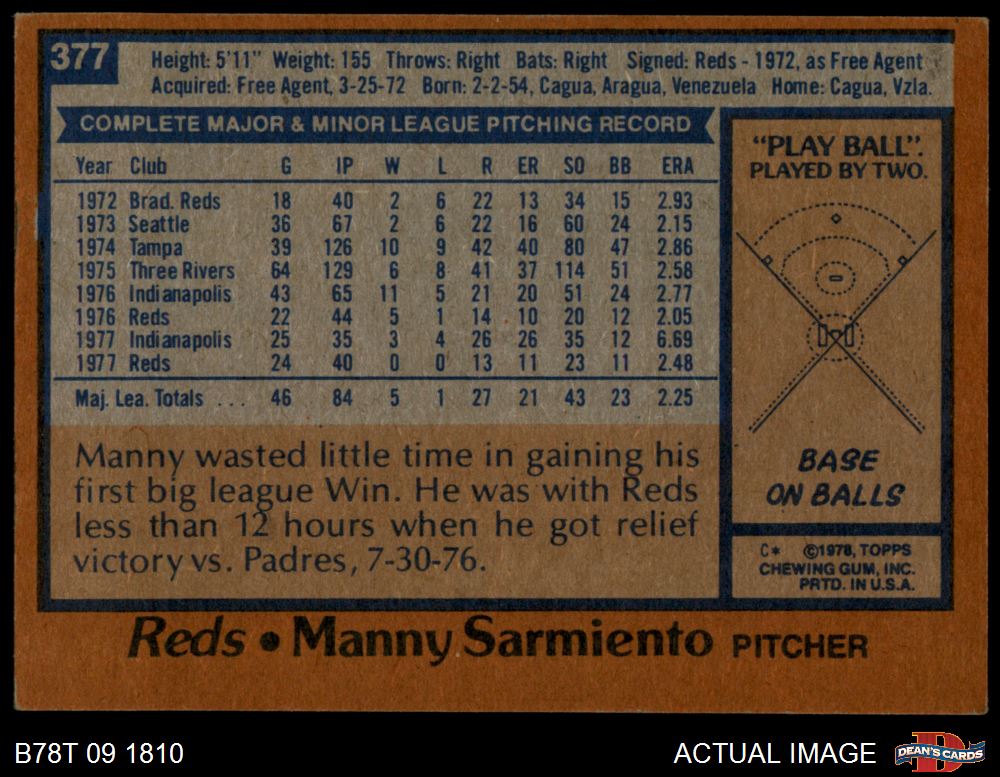 377
Height: 5'11" Weight: 155 Throws: Right Bats: Right Signed: Reds - 1972, as Free Agent
Acquired: Free Agent, 3-25-72 Born: 2-2-54, Cagua, Aragua, Venezuela Home: Cagua, Vzla.
COMPLETE MAJOR & MINOR LEAGUE PITCHING RECORD
Year Club G IP W L R ER SO BB ERA
1972 Brad. Reds 18 40 2 6 22 13 34 15 2.93
1973 Seattle 36 67 2 6 22 16 60 24 2.15
1974 Tampa 39 126 10 9 42 40 80 47 2.86
1975 Three Rivers 64 129 6 8 41 37 114 51 2.58
1976 Indianapolis 43 65 11 5 21 20 51 24 2.77
1976 Reds 22 44 5 1 14 10 20 12 2.05
1977 Indianapolis 25 35 3 4 26 26 35 12 6.69
1977 Reds 24 40 0 0 13 11 23 11 2.48
Maj. Lea. Totals ... 46 84 5 1 27 21 43 23 2.25
Manny wasted little time in gaining his
first big league Win. He was with Reds
less than 12 hours when he got relief
victory vs. Padres, 7-30-76.
"PLAY BALL".
PLAYED BY TWO.
BASE
ON BALLS
C* ©1978, TOPPS
CHEWING GUM, INC.
PRTD. IN U.S.A.
Reds • Manny Sarmiento PITCHER
B78T 09 1810
ACTUAL IMAGE
D
DEAN'S CARDS